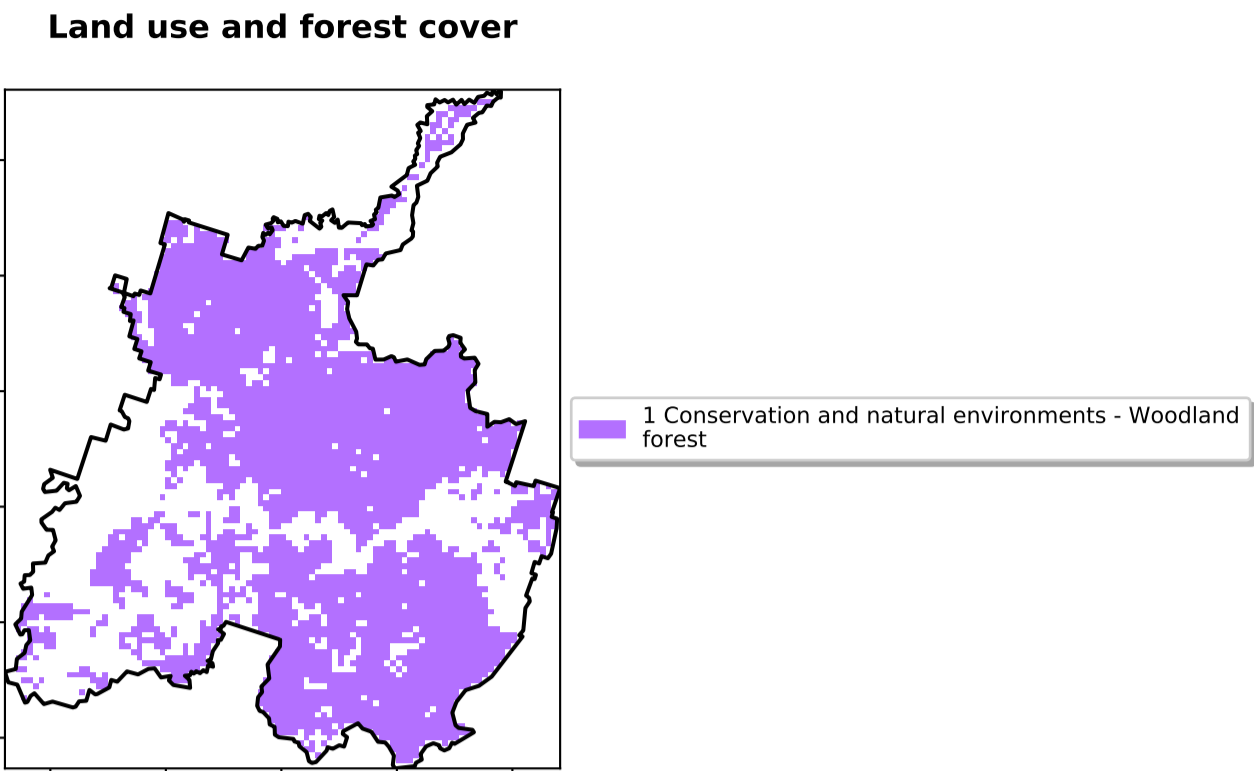 Land use and forest cover
1 Conservation and natural environments - Woodland
forest